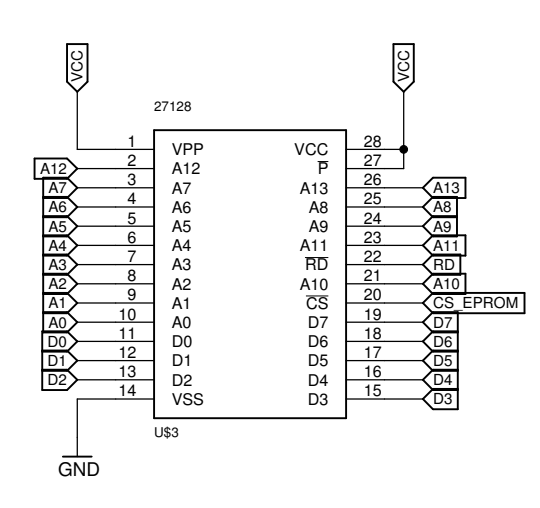 VCC
VCC
27128
1 VPP VCC 28
A12 2 A12 P 27
A7 3 A7 A13 26 A13
A6 4 A6 A8 25 A8
A5 5 A5 A9 24 A9
A4 6 A4 A11 23 A11
A3 7 A3 RD 22 RD
A2 8 A2 A10 21 A10
A1 9 A1 CS 20 CS_EPROM
A0 10 A0 D7 19 D7
D0 11 D0 D6 18 D6
D1 12 D1 D5 17 D5
D2 13 D2 D4 16 D4
14 VSS D3 15 D3
U$3
GND